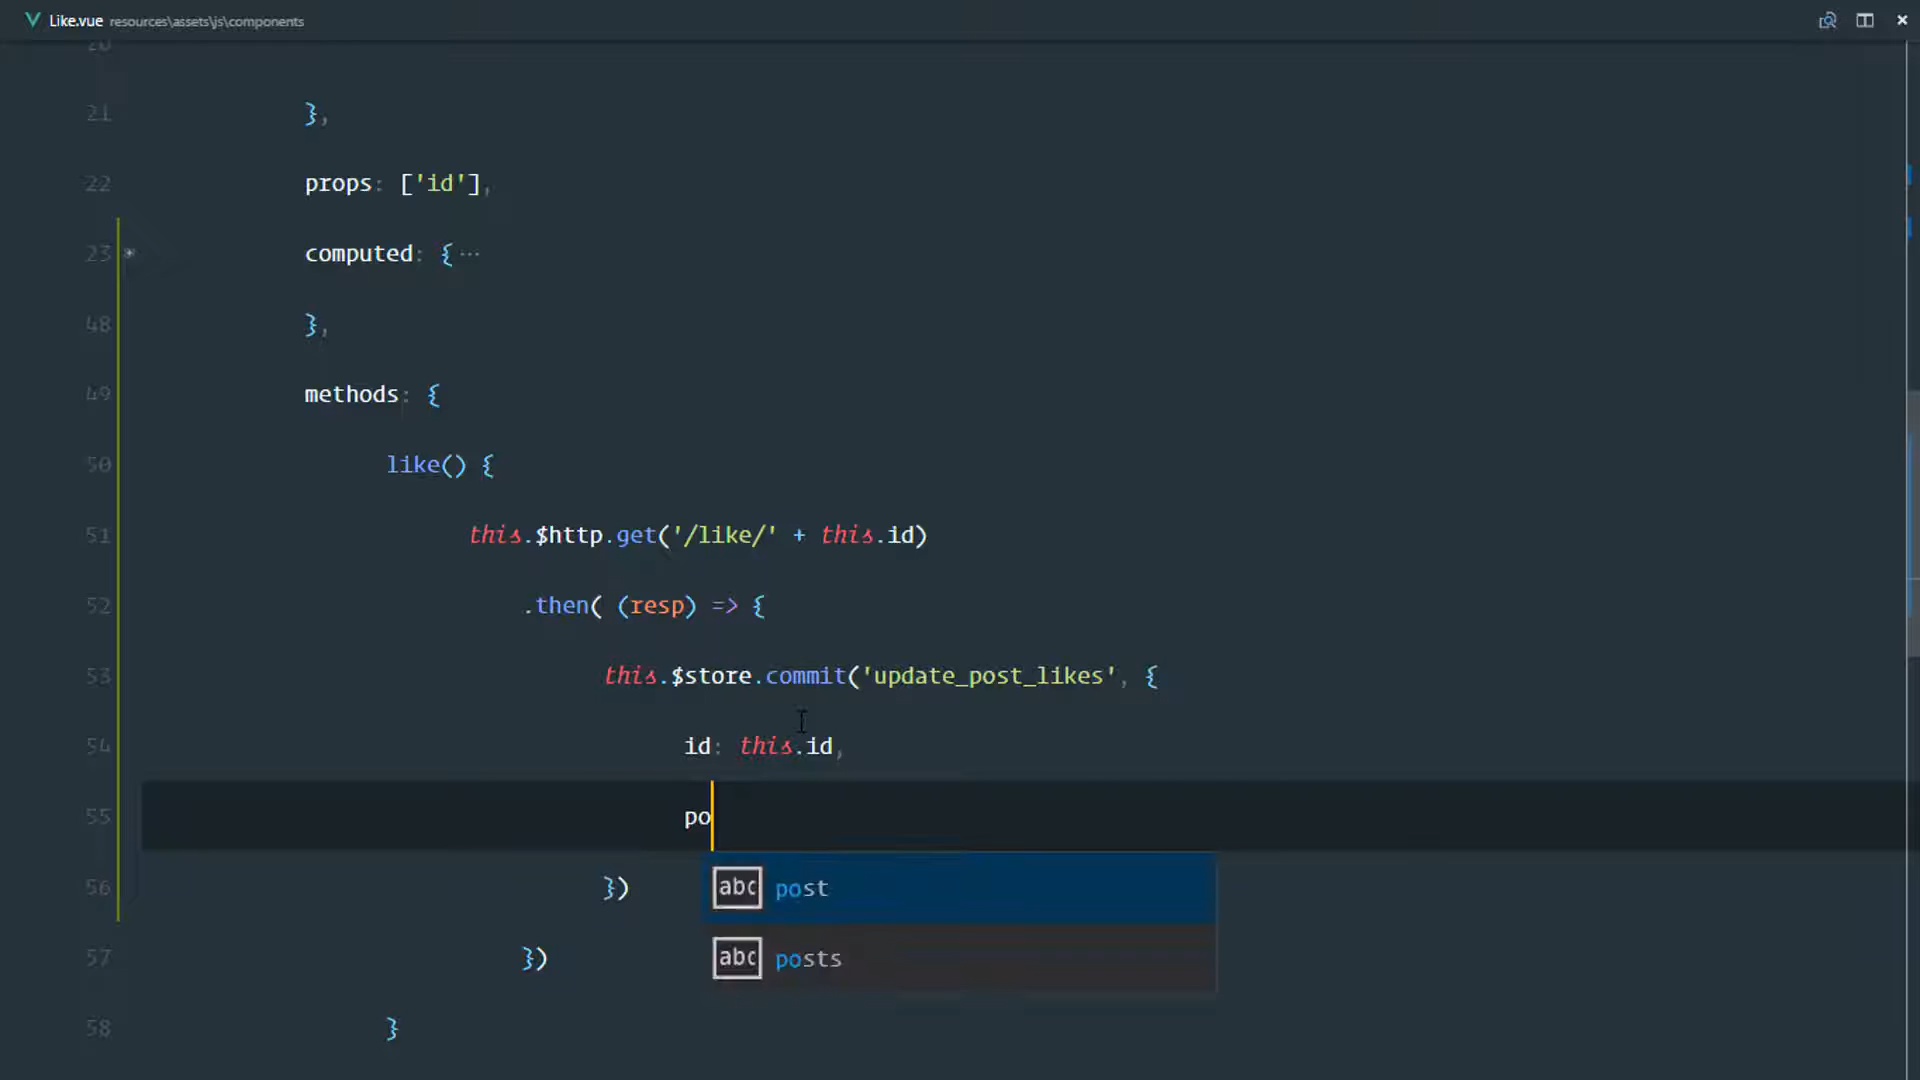 Like.vue resources\assets\js\components
20
21 },
22 props: ['id'],
23 computed: { ···
48 },
49 methods: {
50 like() {
51 this.$http.get('/like/' + this.id)
52 .then( (resp) => {
53 this.$store.commit('update_post_likes', {
54 id: this.id,
55 po
abc post
56 })
abc posts
57 })
58 }